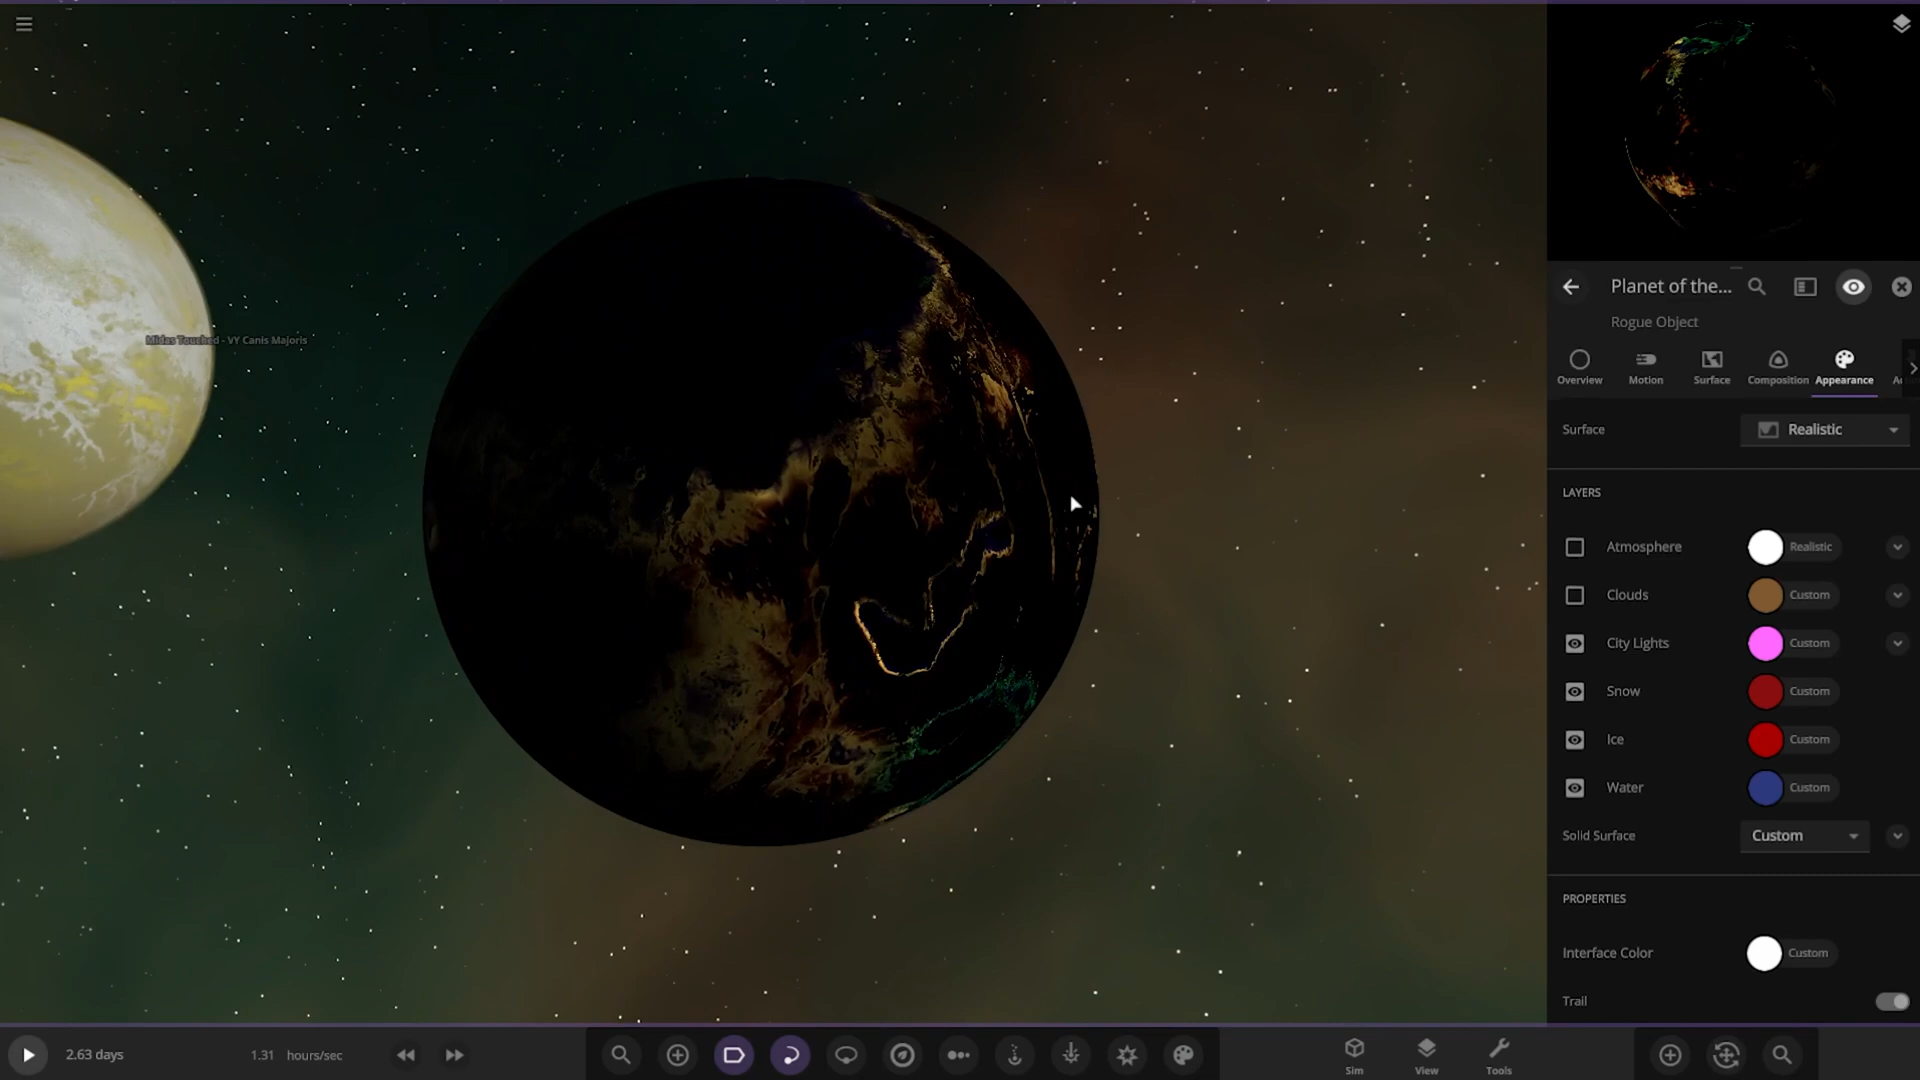 Midas Touched - VY Canis Majoris
Planet of the...
Rogue Object
Overview
Motion
Surface
Composition
Appearance
Surface
Realistic
LAYERS
Atmosphere
Realistic
Clouds
Custom
City Lights
Custom
Snow
Custom
Ice
Custom
Water
Custom
Solid Surface
Custom
PROPERTIES
Interface Color
Custom
Trail
2.63 days
1.31 hours/sec
Sim
View
Tools